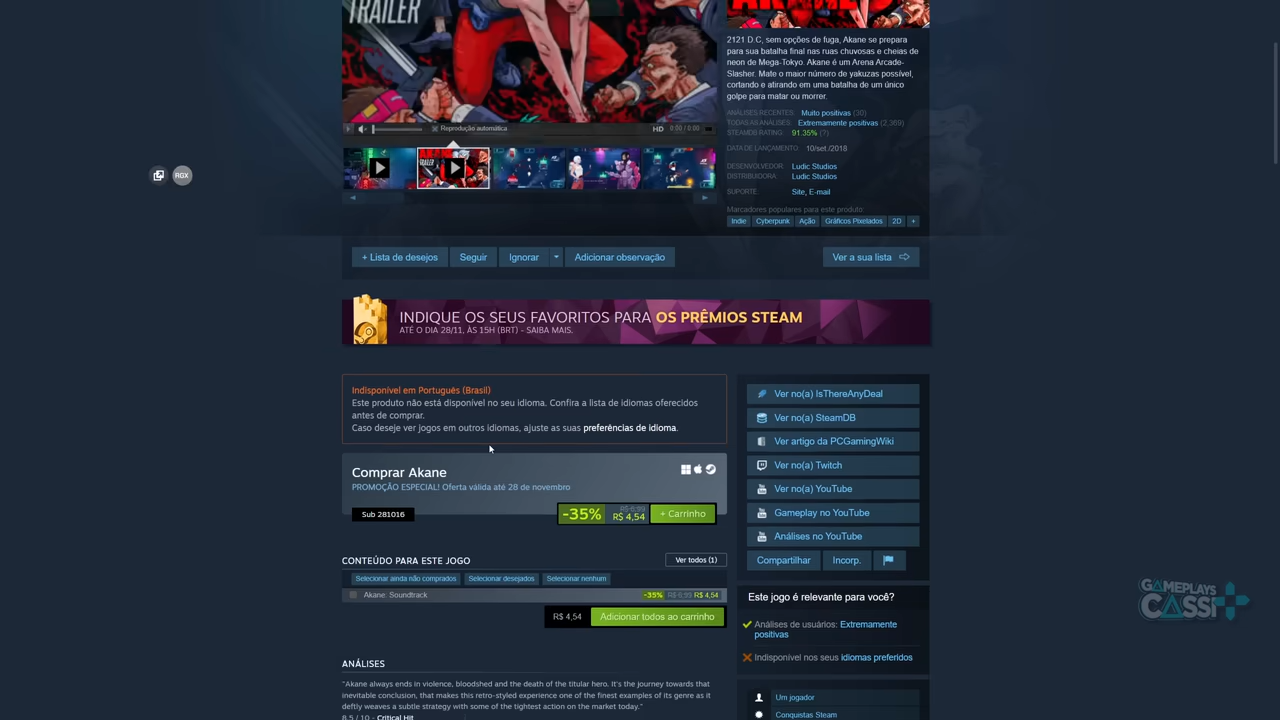 TRAILER
AKANE
2121 D.C, sem opções de fuga, Akane se prepara
para sua batalha final nas ruas chuvosas e cheias de
neon de Mega-Tokyo. Akane é um Arena Arcade-
Slasher. Mate o maior número de yakuzas possível,
cortando e atirando em uma batalha de um único
golpe para matar ou morrer.
ANÁLISES RECENTES: Muito positivas (30)
TODAS AS ANÁLISES: Extremamente positivas (2.369)
STEAMDB RATING: 91.35% (?)
DATA DE LANÇAMENTO: 10/set./2018
DESENVOLVEDOR: Ludic Studios
DISTRIBUIDORA: Ludic Studios
SUPORTE: Site, E-mail
Marcadores populares para este produto:
Indie Cyberpunk Ação Gráficos Pixelados 2D +
Reprodução automática HD 0:00 / 0:00
TRAILER
RGX
+ Lista de desejos Seguir Ignorar Adicionar observação Ver a sua lista
INDIQUE OS SEUS FAVORITOS PARA OS PRÊMIOS STEAM
ATÉ O DIA 28/11, ÀS 15H (BRT) - SAIBA MAIS.
Indisponível em Português (Brasil)
Este produto não está disponível no seu idioma. Confira a lista de idiomas oferecidos
antes de comprar.
Caso deseje ver jogos em outros idiomas, ajuste as suas preferências de idioma.
Comprar Akane
PROMOÇÃO ESPECIAL! Oferta válida até 28 de novembro
Sub 281016
-35% R$ 6,99 R$ 4,54 + Carrinho
CONTEÚDO PARA ESTE JOGO Ver todos (1)
Selecionar ainda não comprados Selecionar desejados Selecionar nenhum
Akane: Soundtrack -35% R$ 6,99 R$ 4,54
R$ 4,54 Adicionar todos ao carrinho
ANÁLISES
"Akane always ends in violence, bloodshed and the death of the titular hero. It's the journey towards that
inevitable conclusion, that makes this retro-styled experience one of the finest examples of its genre as it
deftly weaves a subtle strategy with some of the tightest action on the market today."
8.5 / 10 - Critical Hit
Ver no(a) IsThereAnyDeal
Ver no(a) SteamDB
Ver artigo da PCGamingWiki
Ver no(a) Twitch
Ver no(a) YouTube
Gameplay no YouTube
Análises no YouTube
Compartilhar Incorp.
Este jogo é relevante para você?
Análises de usuários: Extremamente
positivas
Indisponível nos seus idiomas preferidos
Um jogador
Conquistas Steam
GAMEPLAYS
CASSI